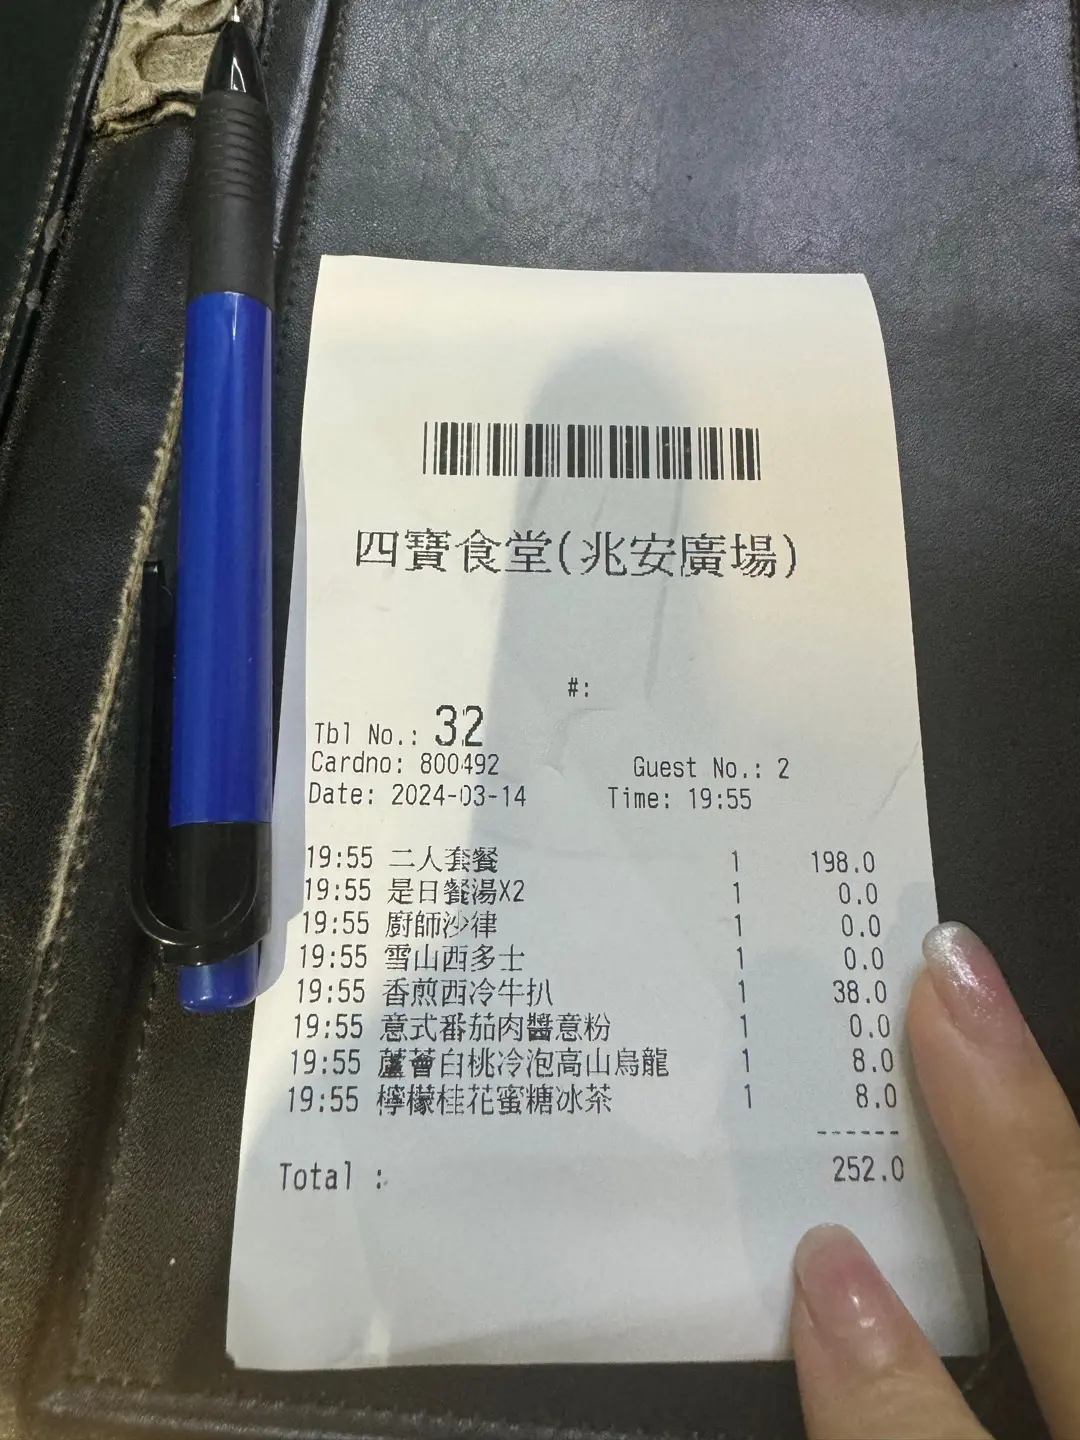 四寶食堂(兆安廣場)
#:
Tbl No.: 32
Cardno: 800492 Guest No.: 2
Date: 2024-03-14 Time: 19:55
19:55 二人套餐 1 198.0
19:55 是日餐湯X2 1 0.0
19:55 廚師沙律 1 0.0
19:55 雪山西多士 1 0.0
19:55 香煎西冷牛扒 1 38.0
19:55 意式番茄肉醬意粉 1 0.0
19:55 蘆薈白桃冷泡高山烏龍 1 8.0
19:55 檸檬桂花蜜糖冰茶 1 8.0
------
Total : 252.0